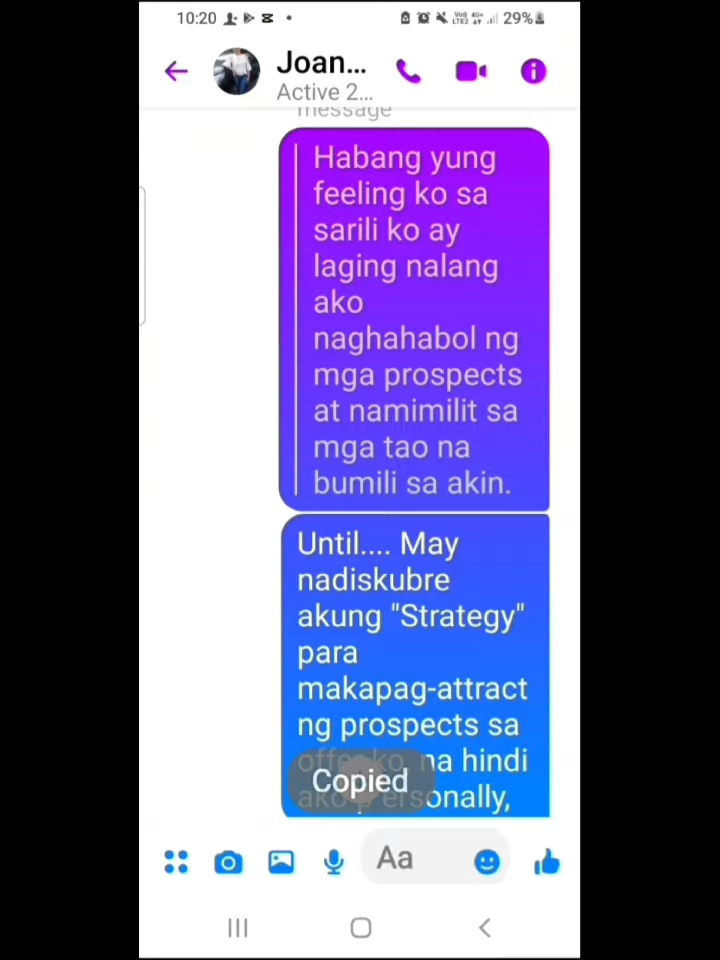 10:20
29%
Joan...
Active 2...
message
Habang yung
feeling ko sa
sarili ko ay
laging nalang
ako
naghahabol ng
mga prospects
at namimilit sa
mga tao na
bumili sa akin.
Until.... May
nadiskubre
akung "Strategy"
para
makapag-attract
ng prospects sa
na hindi
Copied
Aa